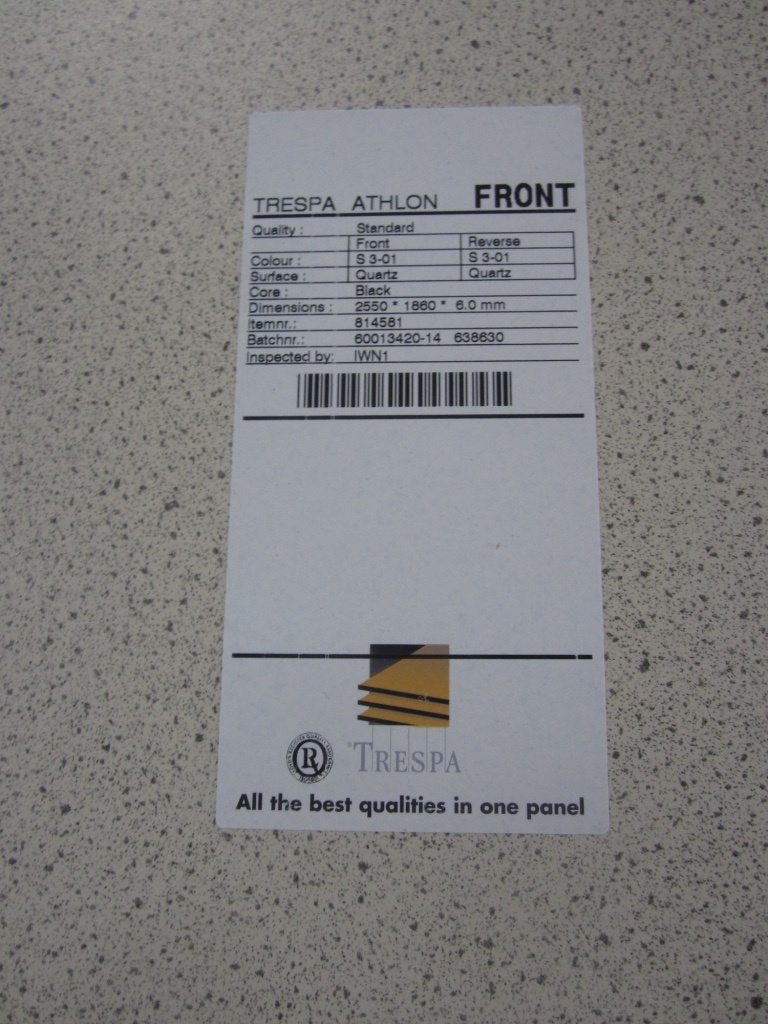 TRESPA ATHLON FRONT
Quality : Standard
Front Reverse
Colour : S 3-01 S 3-01
Surface : Quartz Quartz
Core : Black
Dimensions : 2550 * 1860 * 6.0 mm
Itemnr.: 814581
Batchnr.: 60013420-14 638630
Inspected by: IWN1
R
TRESPA
All the best qualities in one panel